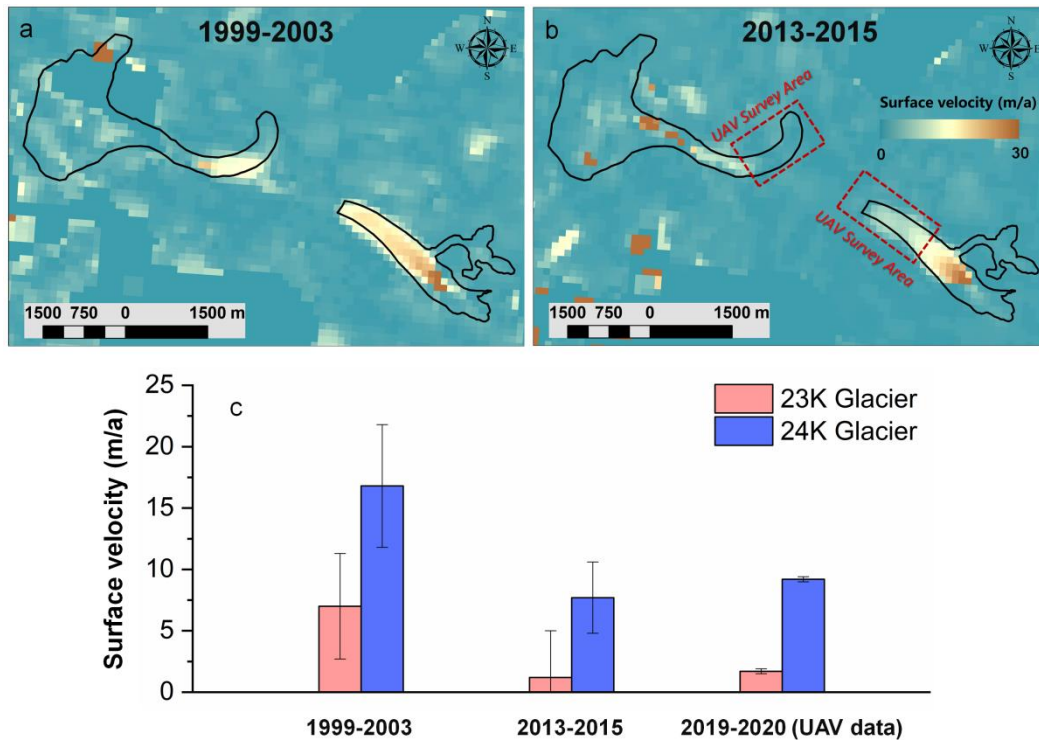 a
1999-2003
N
W E
S
1500 750 0 1500 m
b
2013-2015
N
W E
S
UAV Survey Area
Surface velocity (m/a)
0 30
UAV Survey Area
1500 750 0 1500 m
c
23K Glacier
24K Glacier
Surface velocity (m/a)
25
20
15
10
5
0
1999-2003
2013-2015
2019-2020 (UAV data)